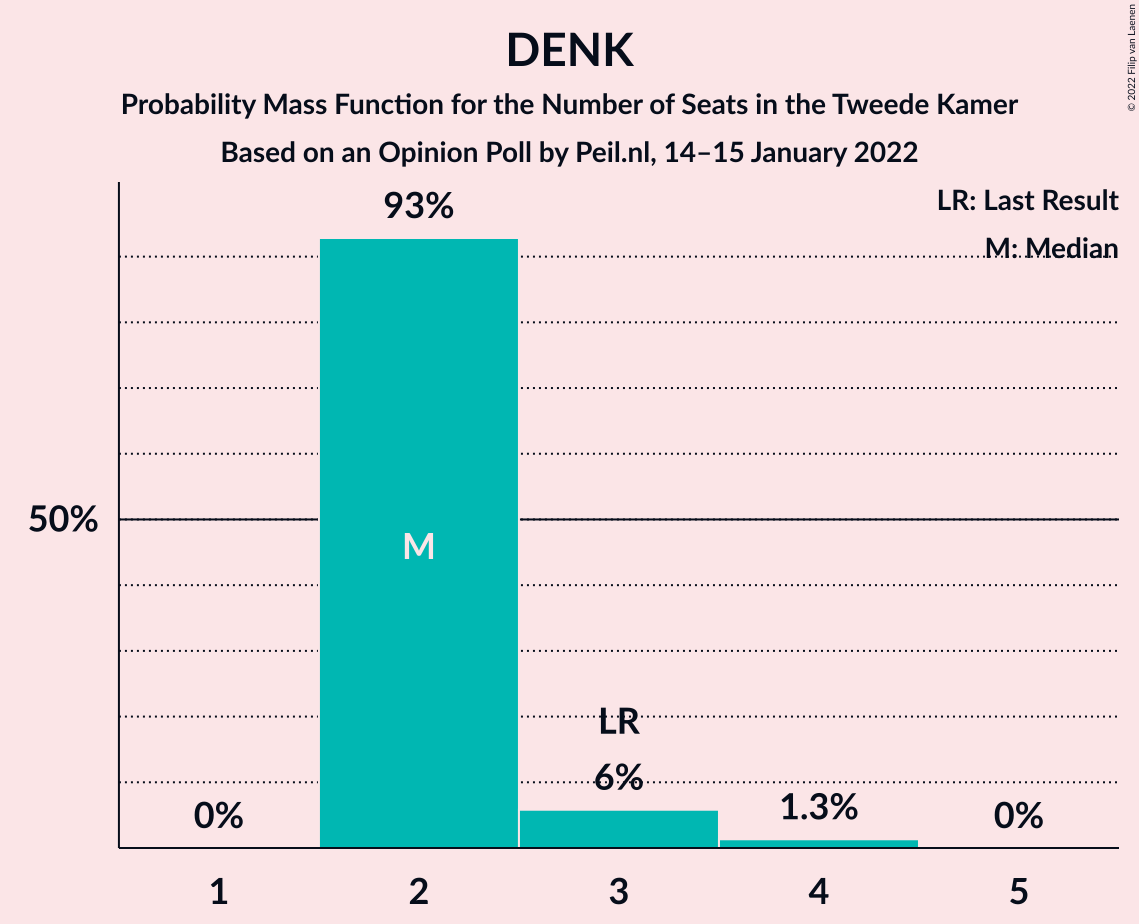 DENK
Probability Mass Function for the Number of Seats in the Tweede Kamer
Based on an Opinion Poll by Peil.nl, 14–15 January 2022
© 2022 Filip van Laenen
LR: Last Result
M: Median
93%
50%
M
LR
6%
0%
1.3%
0%
1 2 3 4 5